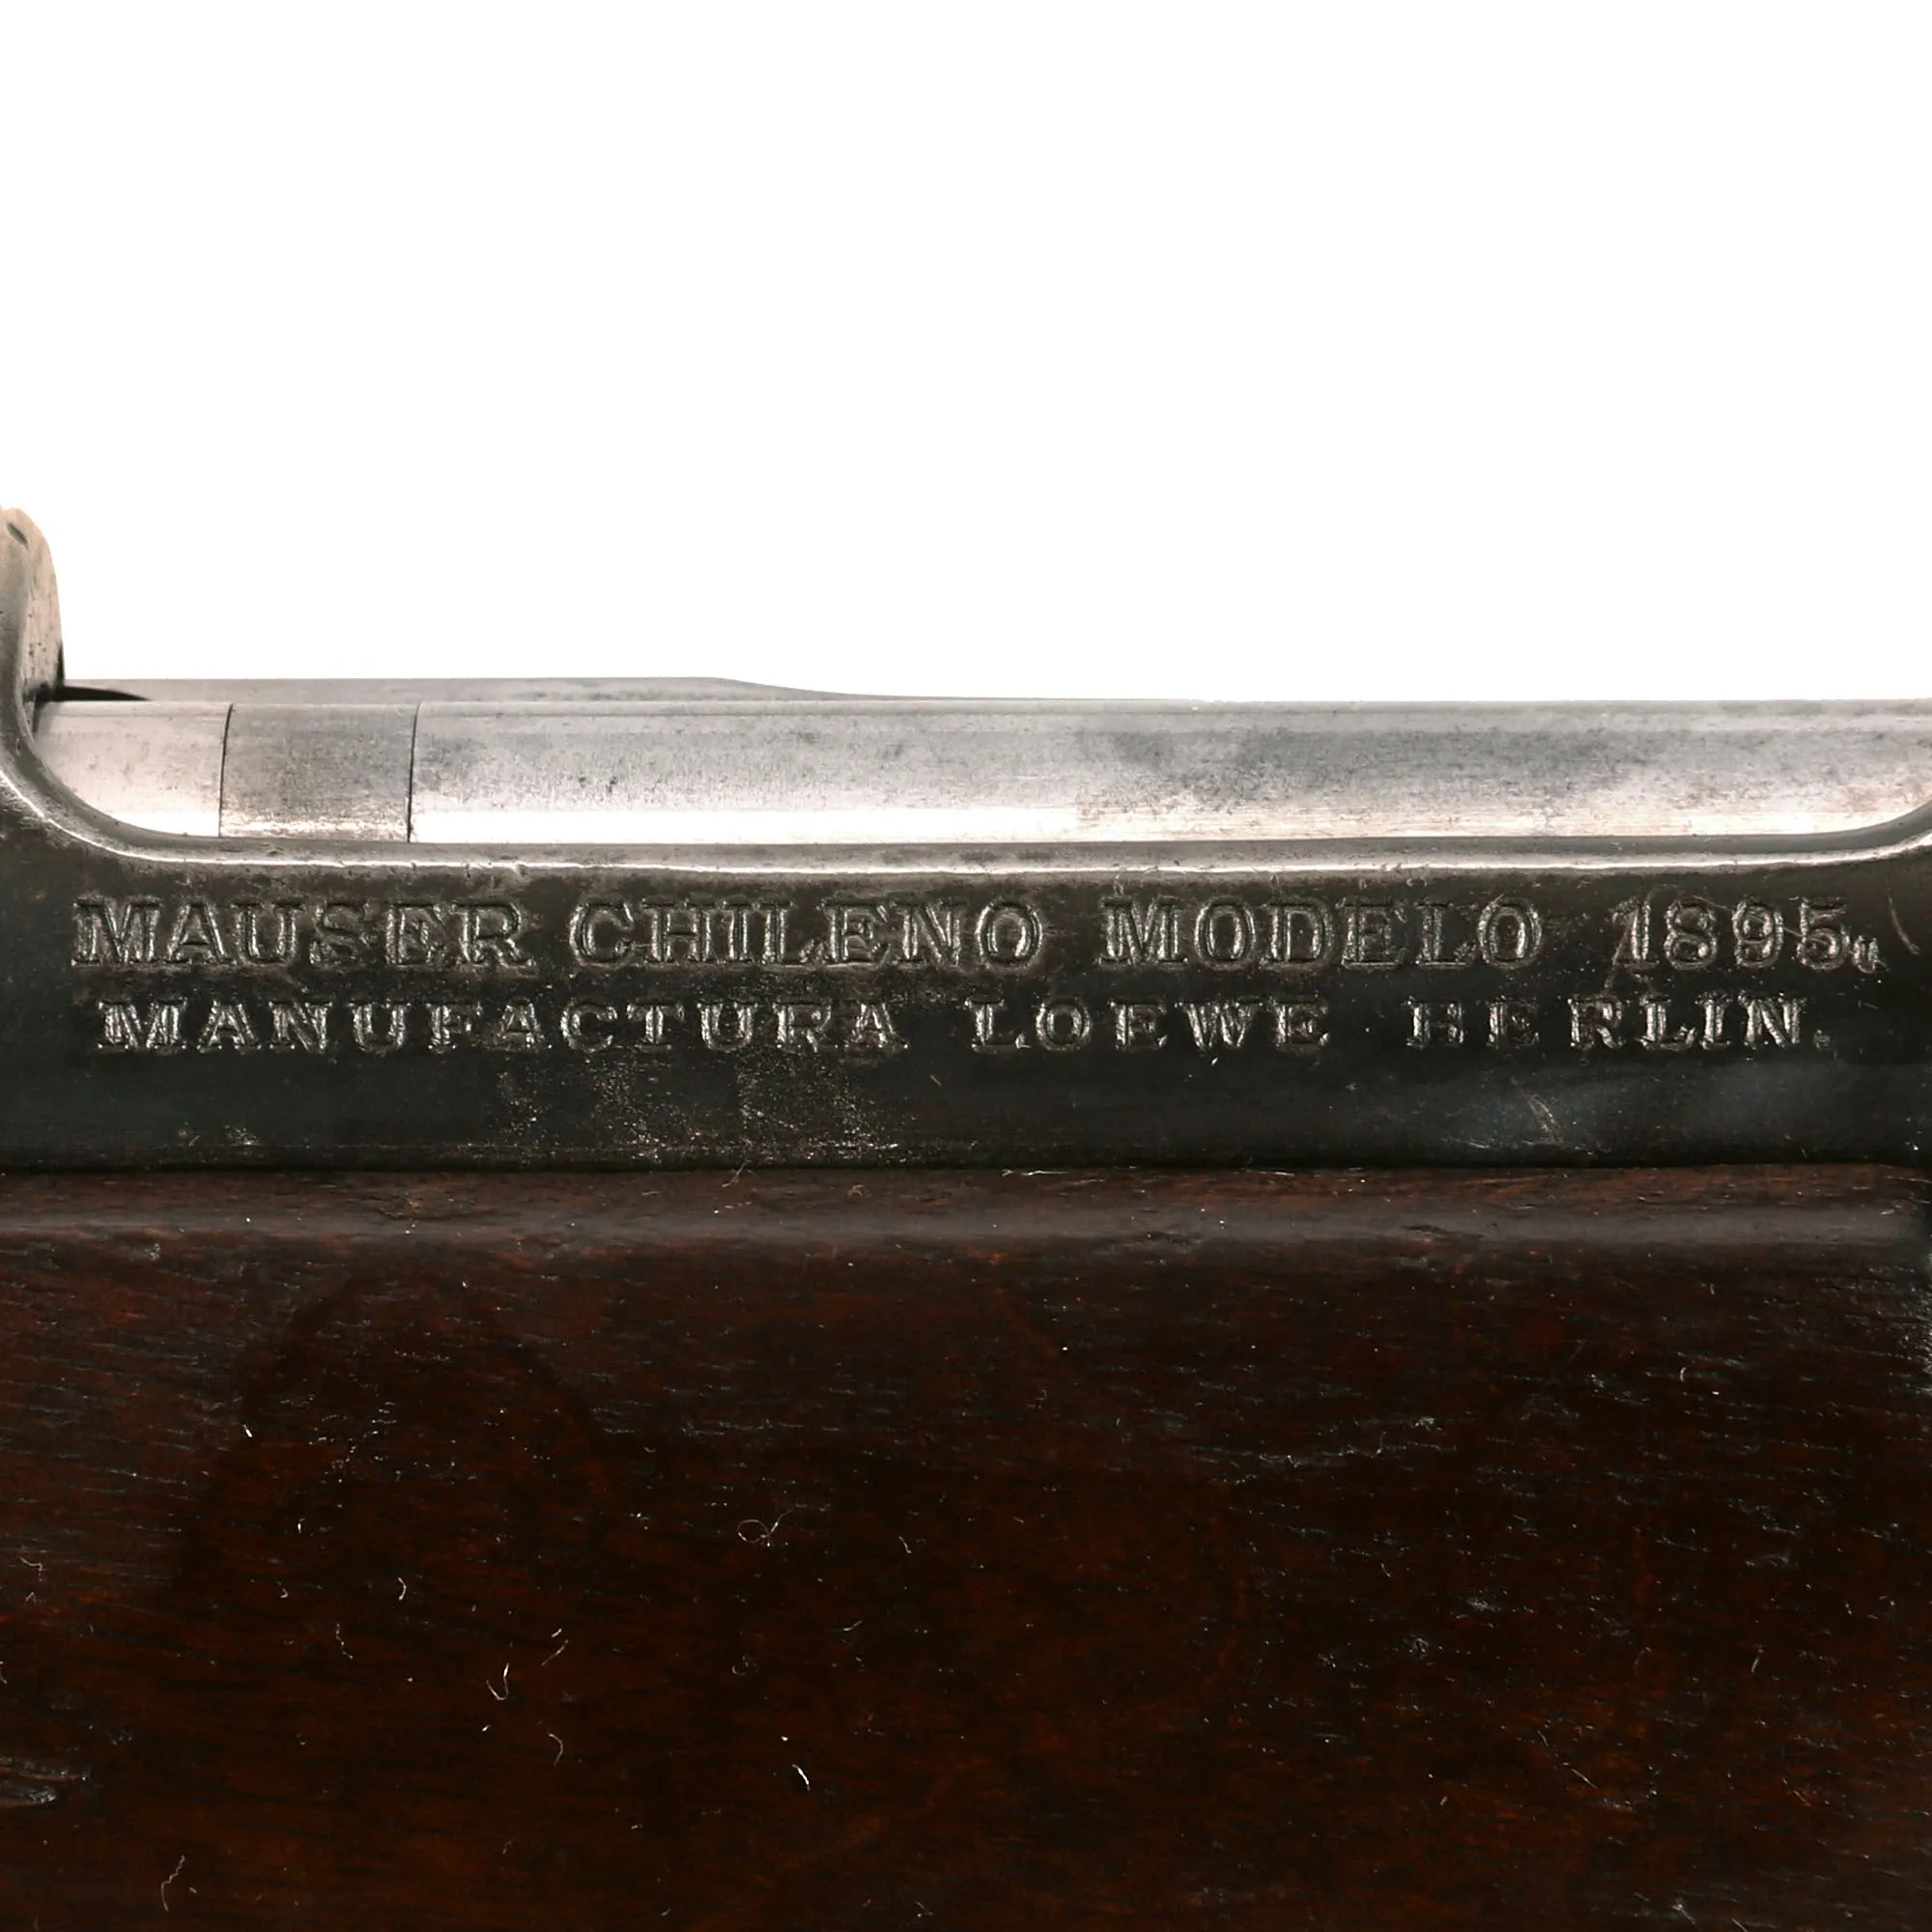 MAUSER CHILENO MODELO 1895.
MANUFACTURA LOEWE BERLIN.